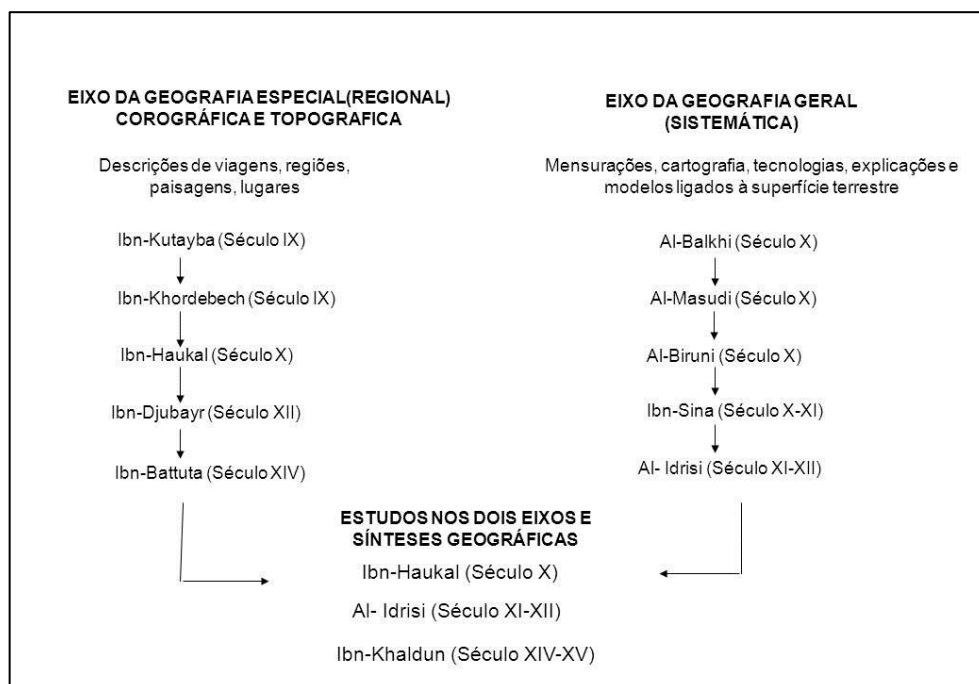 EIXO DA GEOGRAFIA ESPECIAL(REGIONAL)
COROGRÁFICA E TOPOGRAFICA
Descrições de viagens, regiões,
paisagens, lugares
Ibn-Kutayba (Século IX)
Ibn-Khordebech (Século IX)
Ibn-Haukal (Século X)
Ibn-Djubayr (Século XII)
Ibn-Battuta (Século XIV)
EIXO DA GEOGRAFIA GERAL
(SISTEMÁTICA)
Mensurações, cartografia, tecnologias, explicações e
modelos ligados à superfície terrestre
Al-Balkhi (Século X)
Al-Masudi (Século X)
Al-Biruni (Século X)
Ibn-Sina (Século X-XI)
Al- Idrisi (Século XI-XII)
ESTUDOS NOS DOIS EIXOS E
SÍNTESES GEOGRÁFICAS
Ibn-Haukal (Século X)
Al- Idrisi (Século XI-XII)
Ibn-Khaldun (Século XIV-XV)